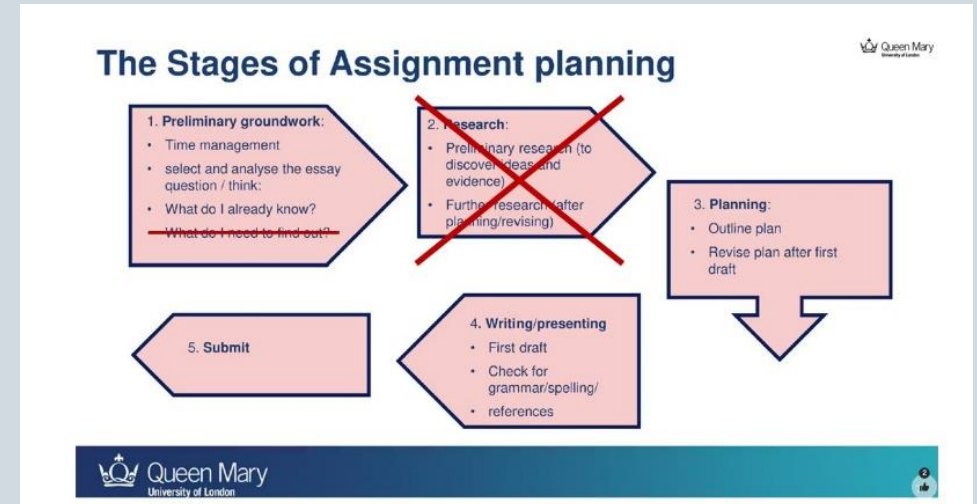 The Stages of Assignment planning
Queen Mary
University of London
1. Preliminary groundwork:
• Time management
• select and analyse the essay
question / think:
• What do I already know?
• What do I need to find out?
2. Research:
• Preliminary research (to
discover ideas and
evidence)
• Further research (after
planning/revising)
3. Planning:
• Outline plan
• Revise plan after first
draft
4. Writing/presenting
• First draft
• Check for
grammar/spelling/
• references
5. Submit
Queen Mary
University of London
2